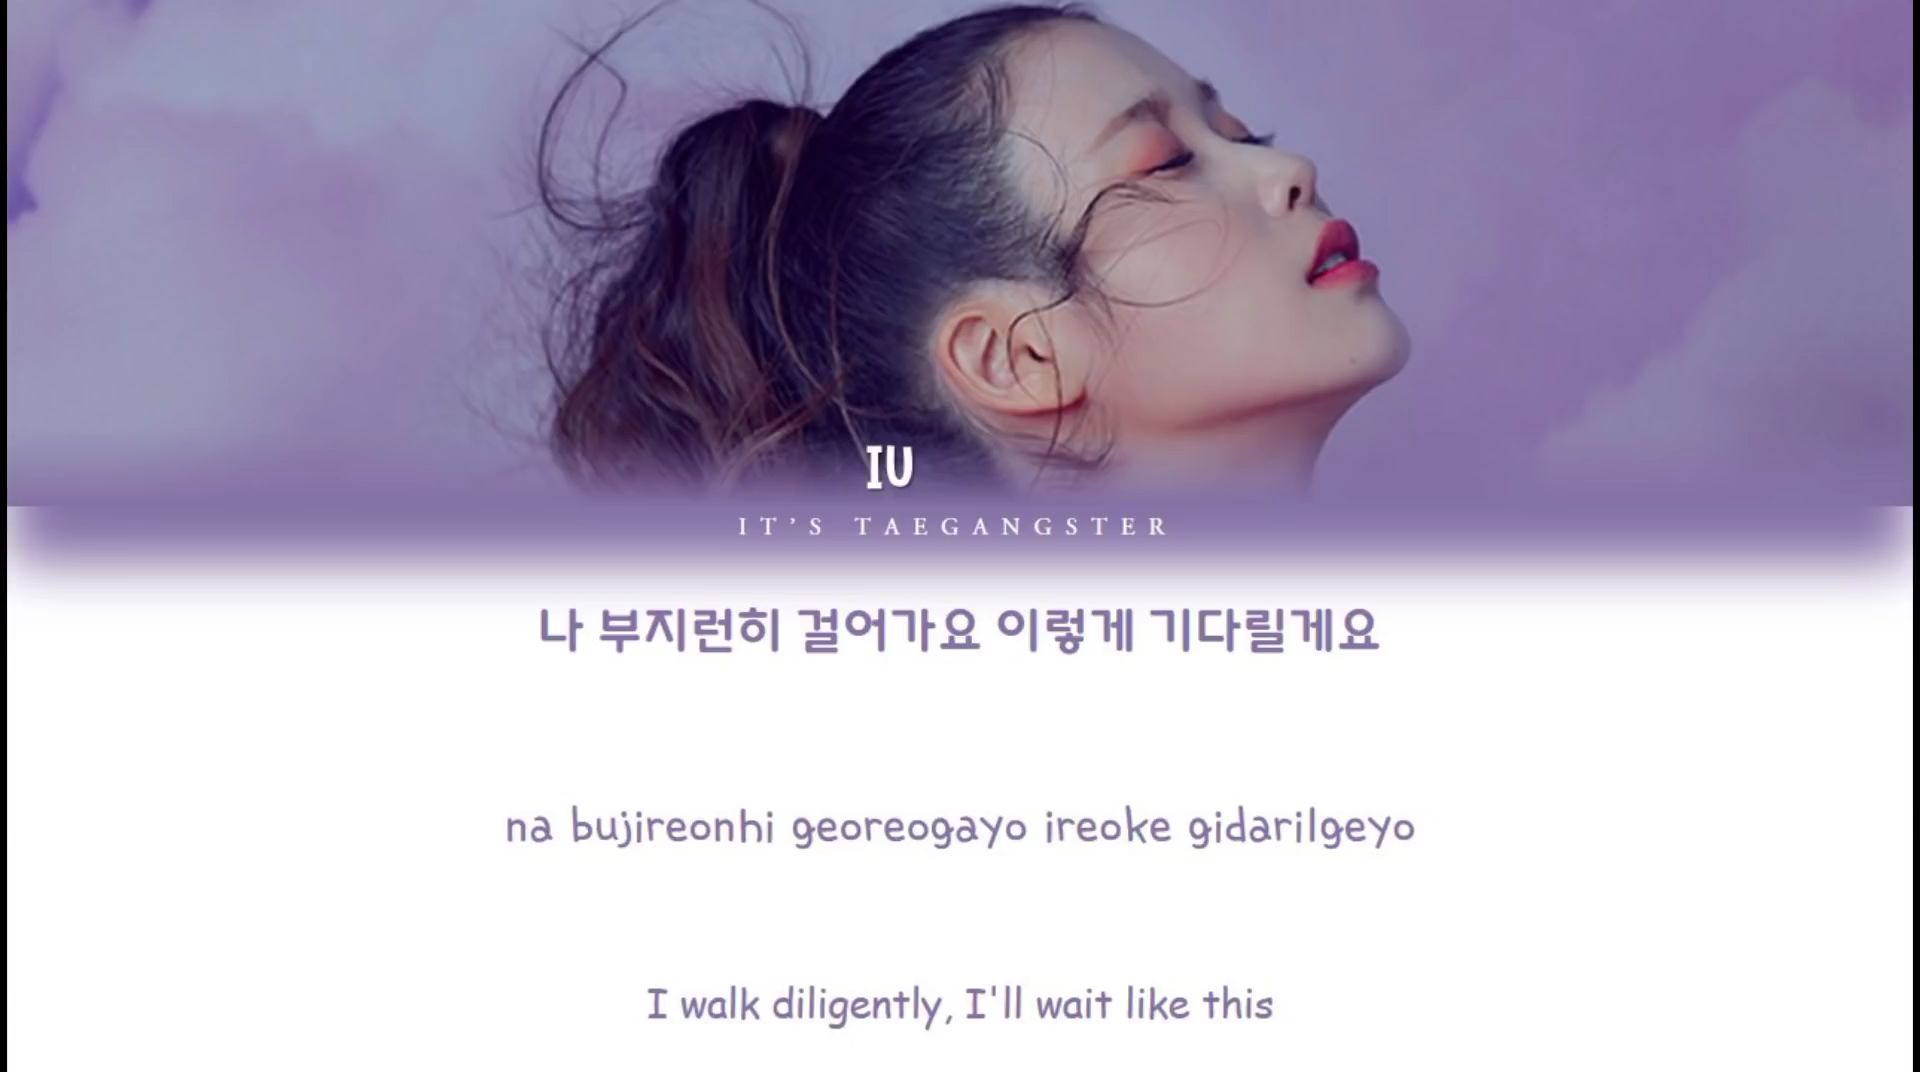 IU
IT'S TAEGANGSTER
나 부지런히 걸어가요 이렇게 기다릴게요
na bujireonhi georeogayo ireoke gidarilgeyo
I walk diligently, I'll wait like this